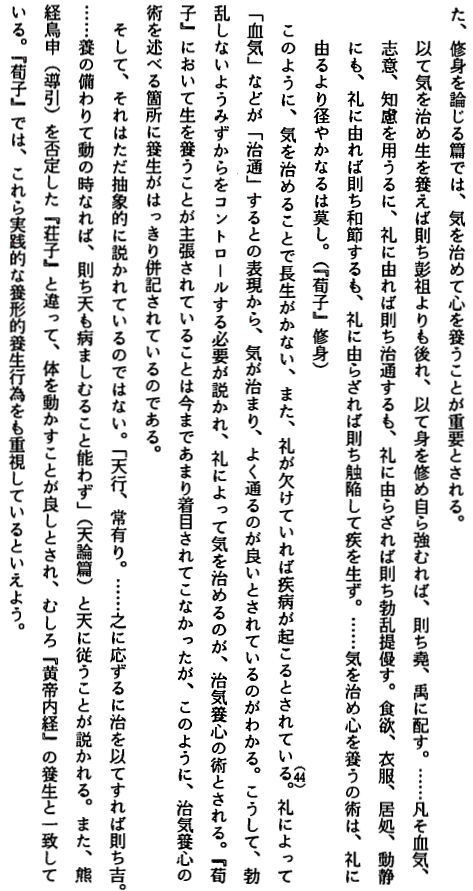 た、修身を論じる篇では、気を治めて心を養うことが重要とされる。
以て気を治め生を養えば則ち彭祖よりも後れ、以て身を修め自ら強むれば、則ち堯、禹に配す。……凡そ血気、
志意、知慮を用うるに、礼に由れば則ち治通するも、礼に由らざれば則ち勃乱提僈す。食欲、衣服、居処、動静
にも、礼に由れば則ち和節するも、礼に由らざれば則ち触陥して疾を生ず。……気を治め心を養うの術は、礼に
由るより径やかなるは莫し。(『荀子』修身)
このように、気を治めることで長生がかない、また、礼が欠けていれば疾病が起こるとされている。(44)礼によって
「血気」などが「治通」するとの表現から、気が治まり、よく通るのが良いとされているのがわかる。こうして、勃
乱しないようみずからをコントロールする必要が説かれ、礼によって気を治めるのが、治気養心の術とされる。『荀
子』において生を養うことが主張されていることは今まであまり着目されてこなかったが、このように、治気養心の
術を述べる箇所に養生がはっきり併記されているのである。
そして、それはただ抽象的に説かれているのではない。「天行、常有り。……之に応ずるに治を以てすれば則ち吉。
……養の備わりて動の時なれば、則ち天も病ましむること能わず」(天論篇)と天に従うことが説かれる。また、熊
経鳥申(導引)を否定した『荘子』と違って、体を動かすことが良しとされ、むしろ『黄帝内経』の養生と一致して
いる。『荀子』では、これら実践的な養形的養生行為をも重視しているといえよう。